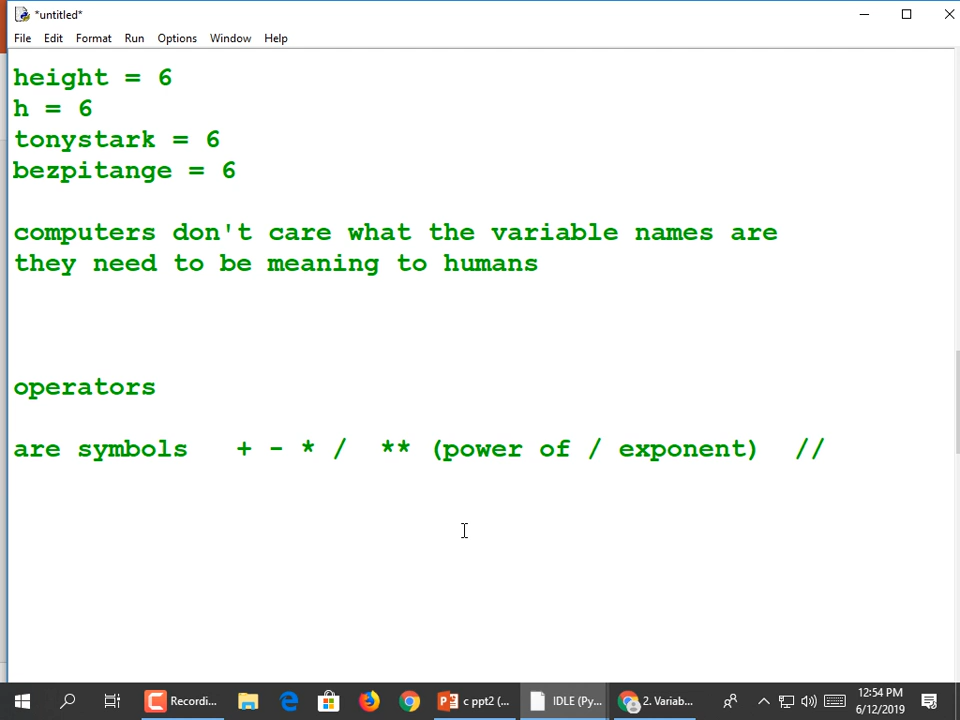 *untitled*
File Edit Format Run Options Window Help
height = 6
h = 6
tonystark = 6
bezpitange = 6
computers don't care what the variable names are
they need to be meaning to humans
operators
are symbols + - * / ** (power of / exponent) //
Recordi... c ppt2 (... IDLE (Py... 2. Variab... 12:54 PM
6/12/2019